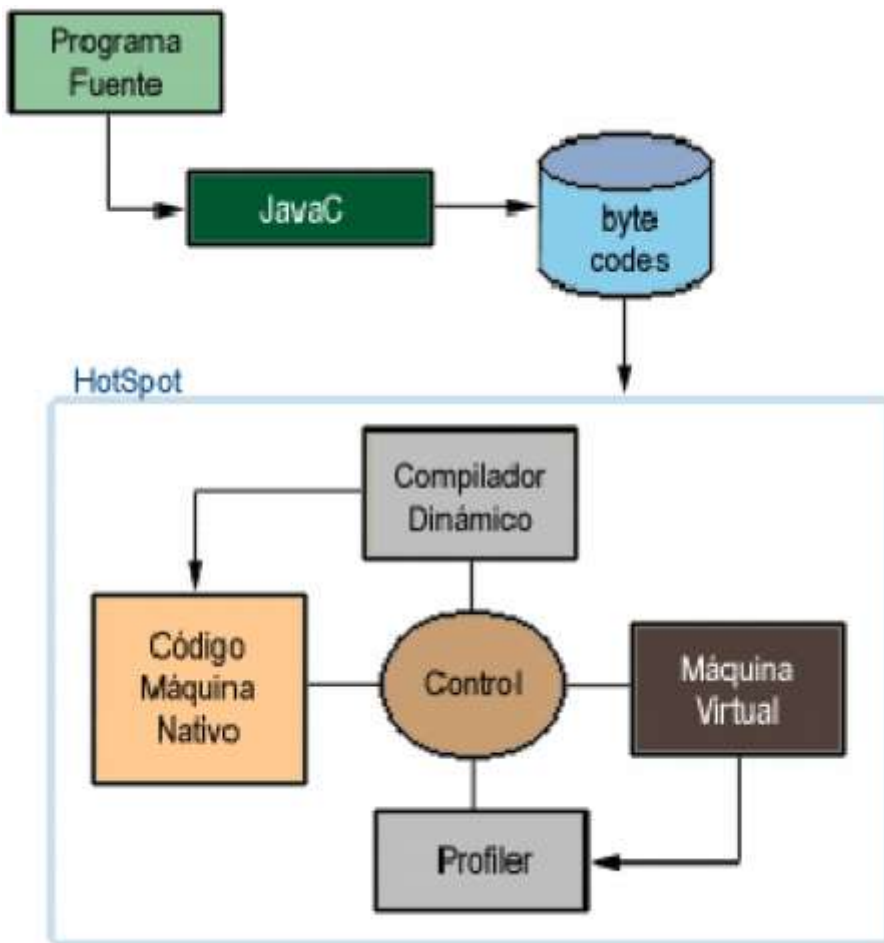 Programa
Fuente
JavaC
byte
codes
HotSpot
Compilador
Dinámico
Código
Máquina
Nativo
Control
Máquina
Virtual
Profiler